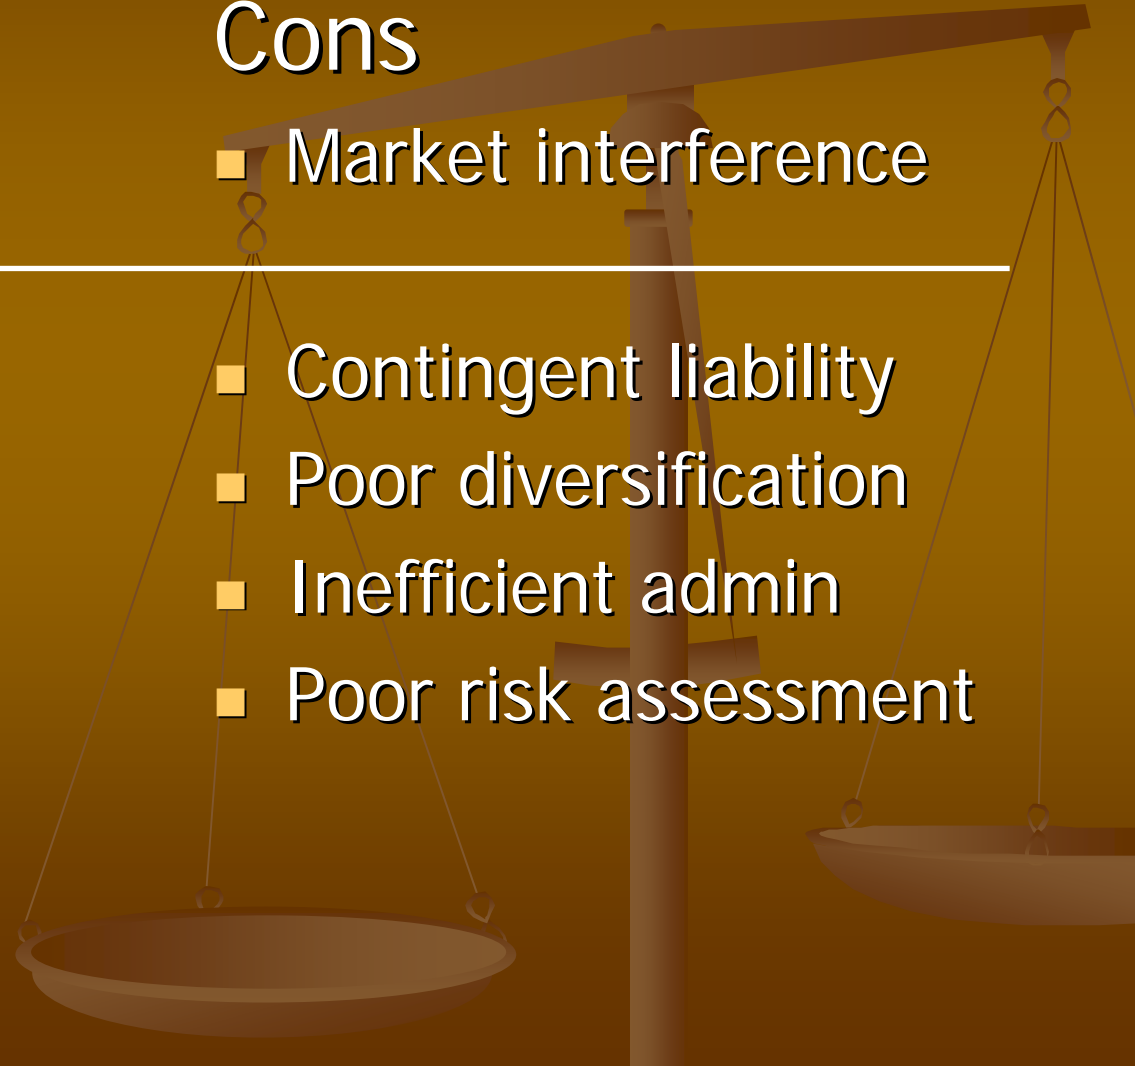 Cons
Market interference
Contingent liability
Poor diversification
Inefficient admin
Poor risk assessment